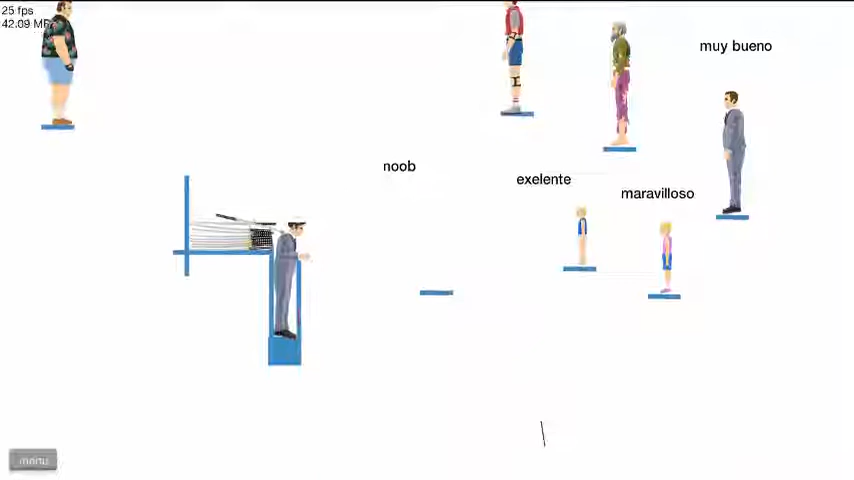 25 fps
42.09 MB
muy bueno
noob
exelente
maravilloso
menu